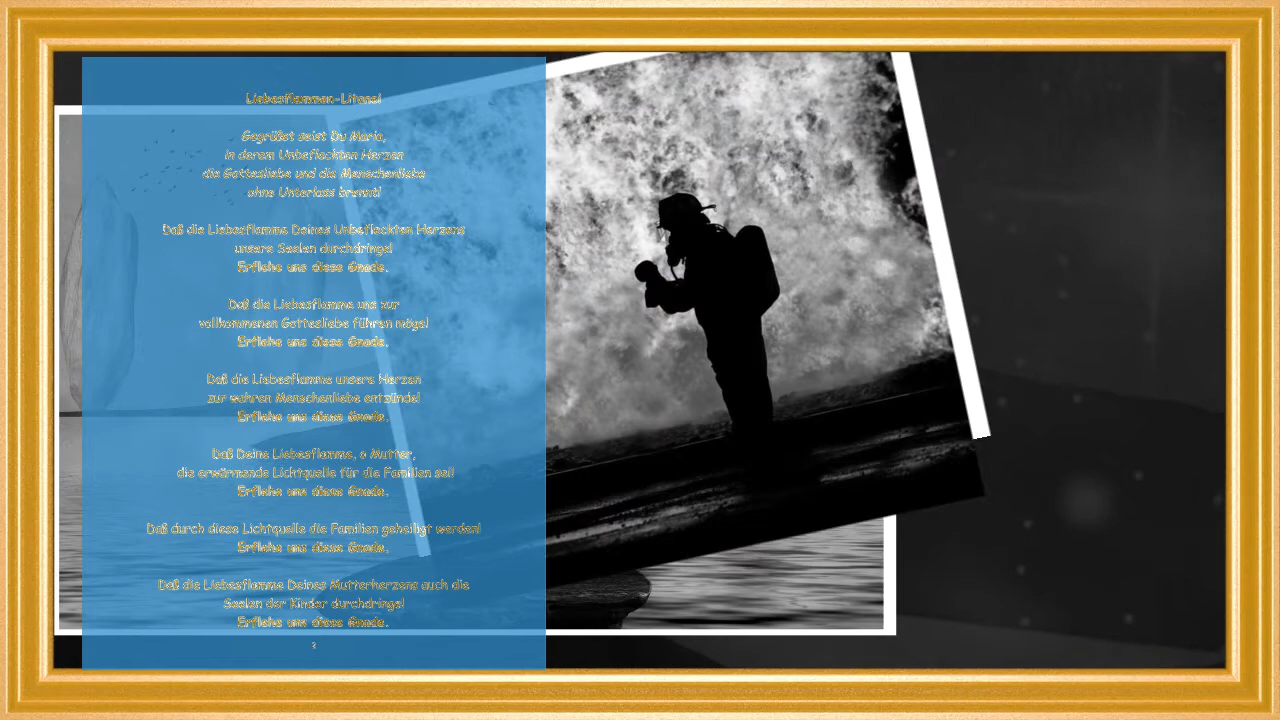 Liebesflammen-Litanei
Gegrüßet seist Du Maria,
in deren Unbefleckten Herzen
die Gottesliebe und die Menschenliebe
ohne Unterlass brennt!
Daß die Liebesflamme Deines Unbefleckten Herzens
unsere Seelen durchdringe!
Erflehe uns diese Gnade.
Daß die Liebesflamme uns zur
vollkommenen Gottesliebe führen möge!
Erflehe uns diese Gnade.
Daß die Liebesflamme unsere Herzen
zur wahren Menschenliebe entzünde!
Erflehe uns diese Gnade.
Daß Deine Liebesflamme, o Mutter,
die erwärmende Lichtquelle für die Familien sei!
Erflehe uns diese Gnade.
Daß durch diese Lichtquelle die Familien geheiligt werden!
Erflehe uns diese Gnade.
Daß die Liebesflamme Deines Mutterherzens auch die
Seelen der Kinder durchdringe!
Erflehe uns diese Gnade.